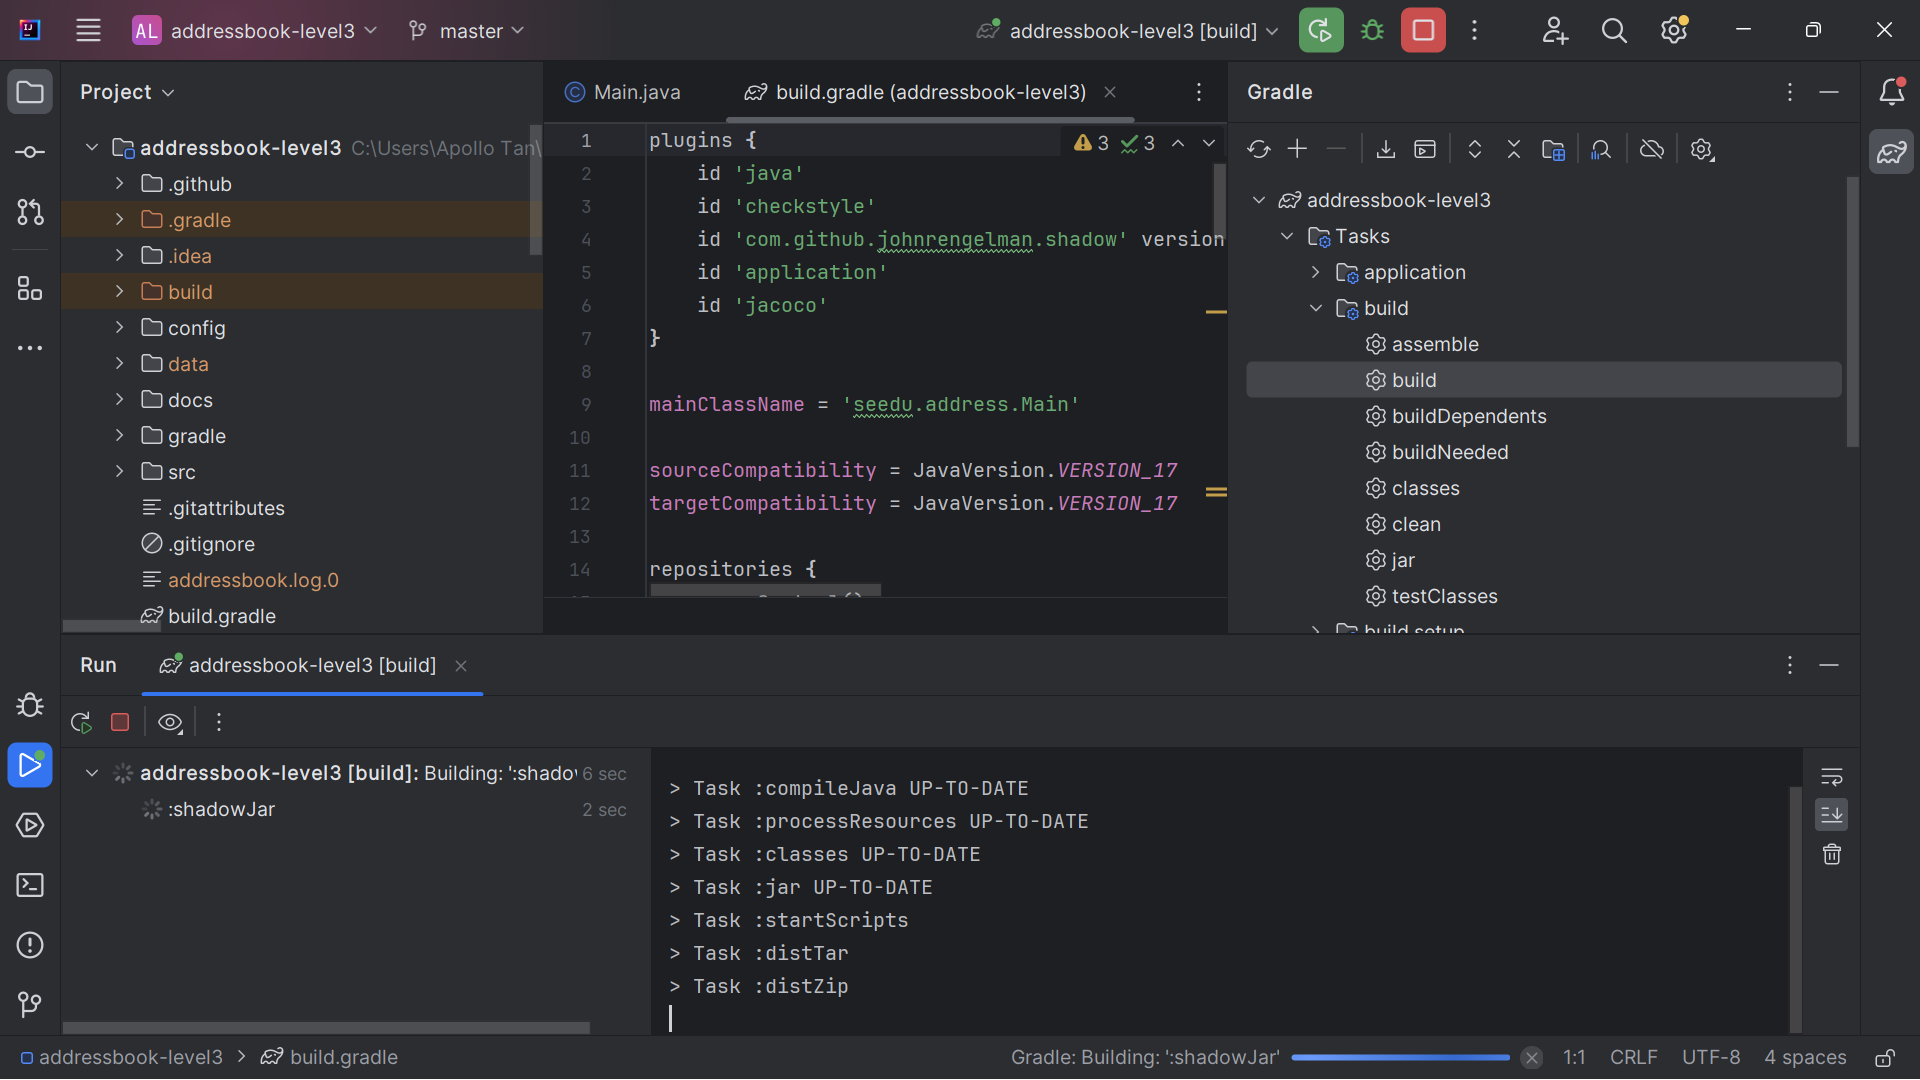 AL addressbook-level3
master
addressbook-level3 [build]
Project
addressbook-level3 C:\Users\Apollo Tan\
.github
.gradle
.idea
build
config
data
docs
gradle
src
.gitattributes
.gitignore
addressbook.log.0
build.gradle
Main.java
build.gradle (addressbook-level3)
3 3
1 plugins {
2 id 'java'
3 id 'checkstyle'
4 id 'com.github.johnrengelman.shadow' version
5 id 'application'
6 id 'jacoco'
7 }
8
9 mainClassName = 'seedu.address.Main'
10
11 sourceCompatibility = JavaVersion.VERSION_17
12 targetCompatibility = JavaVersion.VERSION_17
13
14 repositories {
Gradle
addressbook-level3
Tasks
application
build
assemble
build
buildDependents
buildNeeded
classes
clean
jar
testClasses
build setup
Run
addressbook-level3 [build]
addressbook-level3 [build]: Building: ':shadow 6 sec
:shadowJar 2 sec
> Task :compileJava UP-TO-DATE
> Task :processResources UP-TO-DATE
> Task :classes UP-TO-DATE
> Task :jar UP-TO-DATE
> Task :startScripts
> Task :distTar
> Task :distZip
addressbook-level3 > build.gradle
Gradle: Building: ':shadowJar'
1:1 CRLF UTF-8 4 spaces